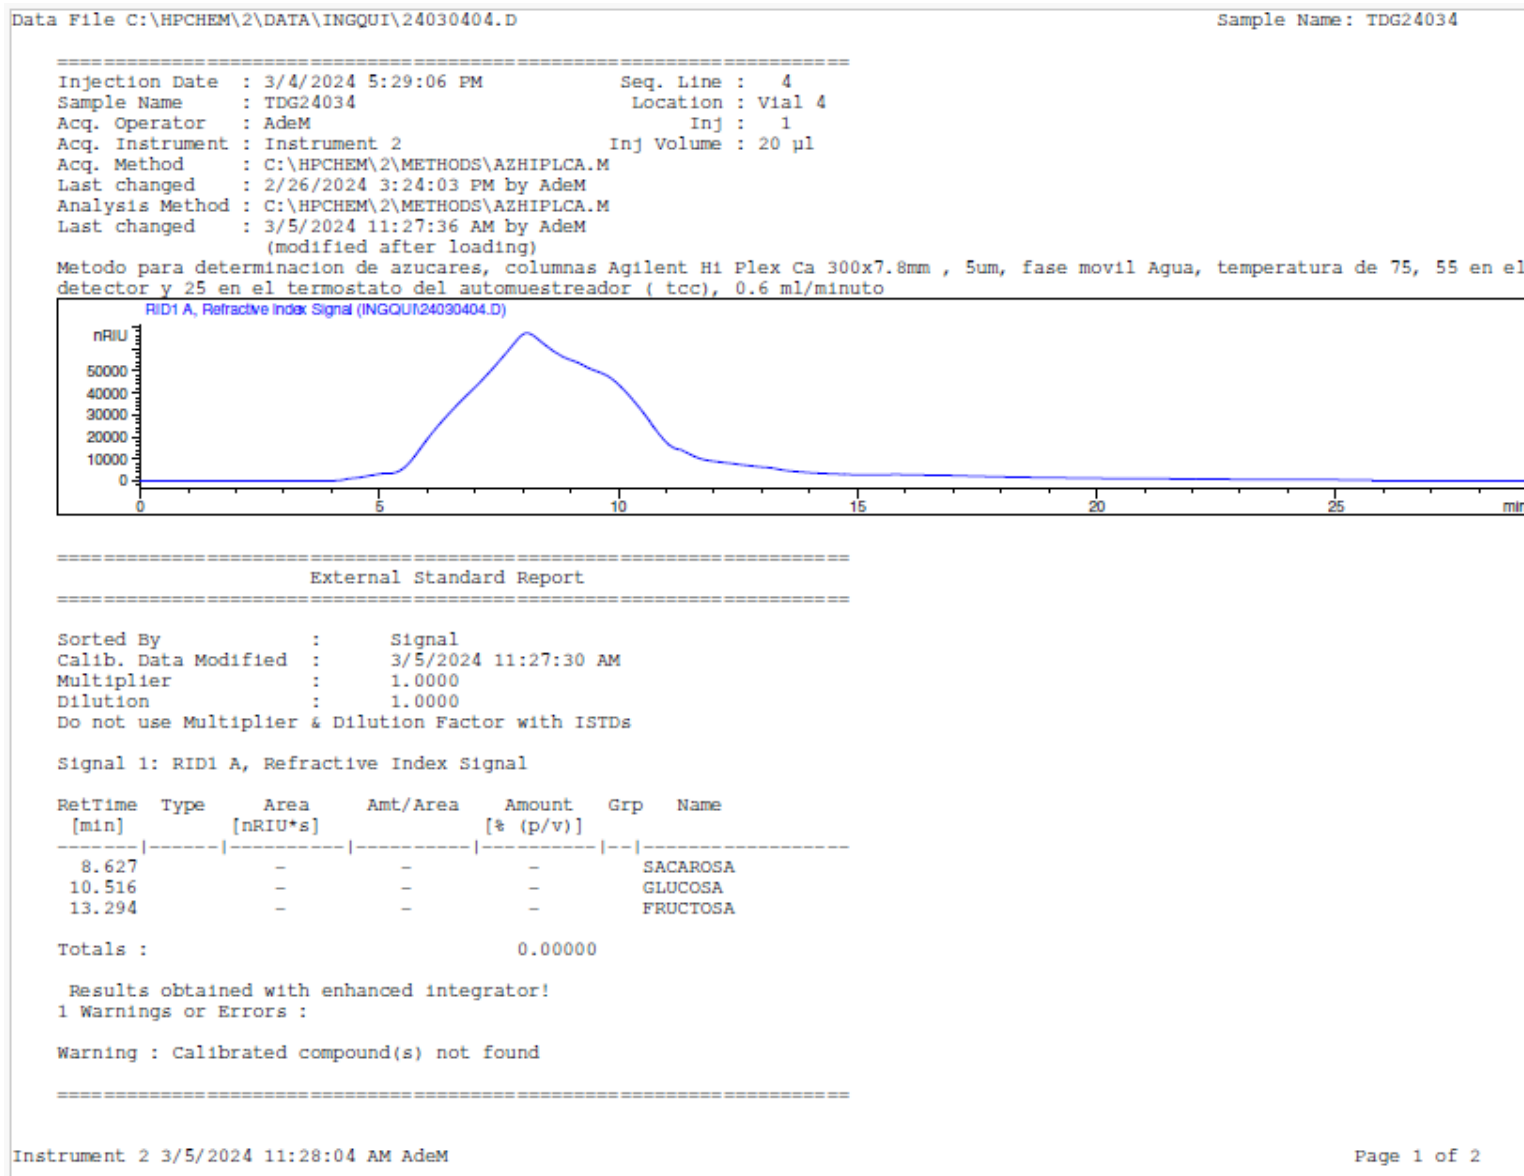 Data File C:\HPCHEM\2\DATA\INGQUI\24030404.D Sample Name: TDG24034
=====================================================================
Injection Date : 3/4/2024 5:29:06 PM Seq. Line : 4
Sample Name : TDG24034 Location : Vial 4
Acq. Operator : AdeM Inj : 1
Acq. Instrument : Instrument 2 Inj Volume : 20 µl
Acq. Method : C:\HPCHEM\2\METHODS\AZHIPLCA.M
Last changed : 2/26/2024 3:24:03 PM by AdeM
Analysis Method : C:\HPCHEM\2\METHODS\AZHIPLCA.M
Last changed : 3/5/2024 11:27:36 AM by AdeM
(modified after loading)
Metodo para determinacion de azucares, columnas Agilent Hi Plex Ca 300x7.8mm , 5um, fase movil Agua, temperatura de 75, 55 en el
detector y 25 en el termostato del automuestreador ( tcc), 0.6 ml/minuto
RID1 A, Refractive Index Signal (INGQUI\24030404.D)
nRIU
50000
40000
30000
20000
10000
0
0 5 10 15 20 25 min
=====================================================================
External Standard Report
=====================================================================
Sorted By : Signal
Calib. Data Modified : 3/5/2024 11:27:30 AM
Multiplier : 1.0000
Dilution : 1.0000
Do not use Multiplier & Dilution Factor with ISTDs
Signal 1: RID1 A, Refractive Index Signal
RetTime Type Area Amt/Area Amount Grp Name
[min] [nRIU*s] [% (p/v)]
-------|------|----------|----------|----------|--|------------------
8.627 - - - SACAROSA
10.516 - - - GLUCOSA
13.294 - - - FRUCTOSA
Totals : 0.00000
Results obtained with enhanced integrator!
1 Warnings or Errors :
Warning : Calibrated compound(s) not found
=====================================================================
Instrument 2 3/5/2024 11:28:04 AM AdeM Page 1 of 2